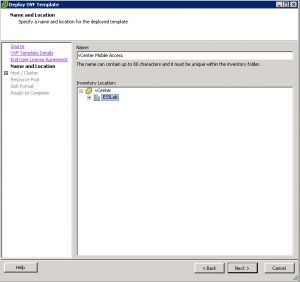 Deploy OVF Template
Name and Location
Specify a name and location for the deployed template
Source
OVF Template Details
End User License Agreement
Name and Location
Host / Cluster
Resource Pool
Disk Format
Ready to Complete
Name:
vCenter Mobile Access
The name can contain up to 80 characters and it must be unique within the inventory folder.
Inventory Location:
vCenter
ESSLab
Help
< Back
Next >
Cancel